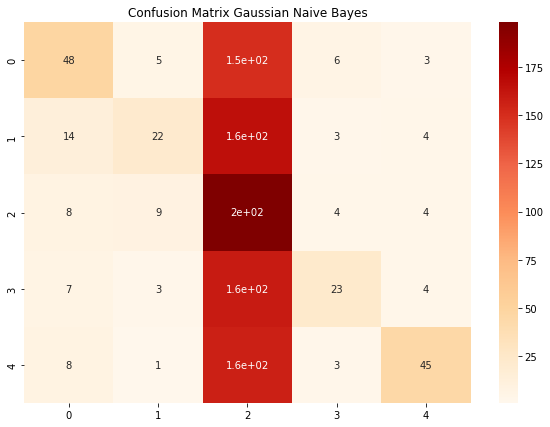 Confusion Matrix Gaussian Naive Bayes
0 48 5 1.5e+02 6 3
1 14 22 1.6e+02 3 4
2 8 9 2e+02 4 4
3 7 3 1.6e+02 23 4
4 8 1 1.6e+02 3 45
0 1 2 3 4
175
150
125
100
75
50
25